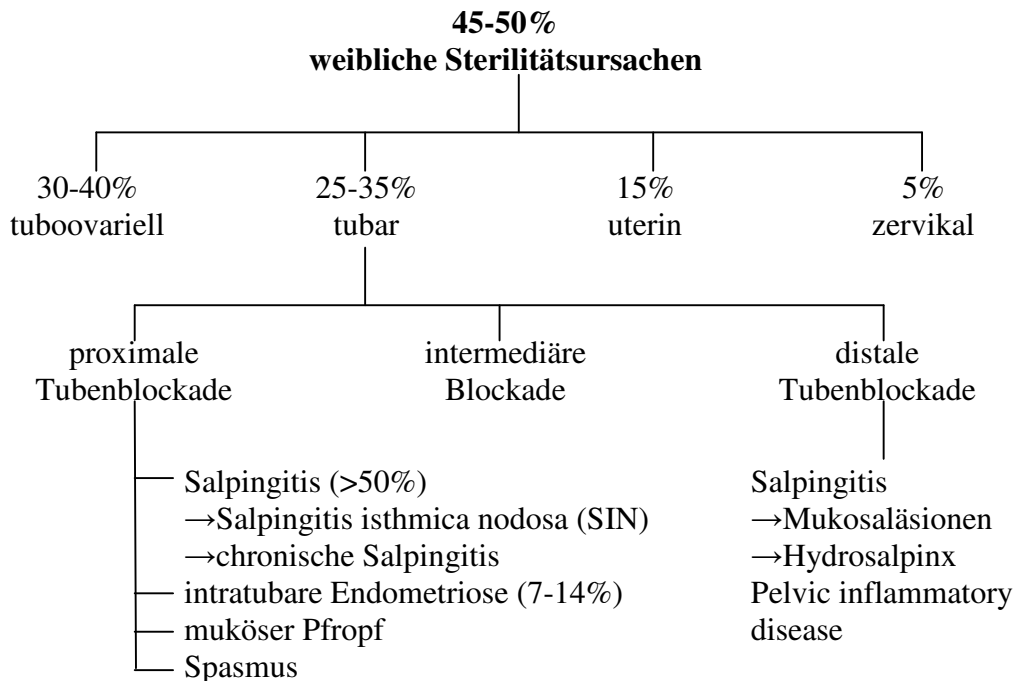 45-50%
weibliche Sterilitätsursachen
30-40%
tuboovariell
25-35%
tubar
15%
uterin
5%
zervikal
proximale
Tubenblockade
intermediäre
Blockade
distale
Tubenblockade
Salpingitis (>50%)
→Salpingitis isthmica nodosa (SIN)
→chronische Salpingitis
intratubare Endometriose (7-14%)
muköser Pfropf
Spasmus
Salpingitis
→Mukosaläsionen
→Hydrosalpinx
Pelvic inflammatory
disease